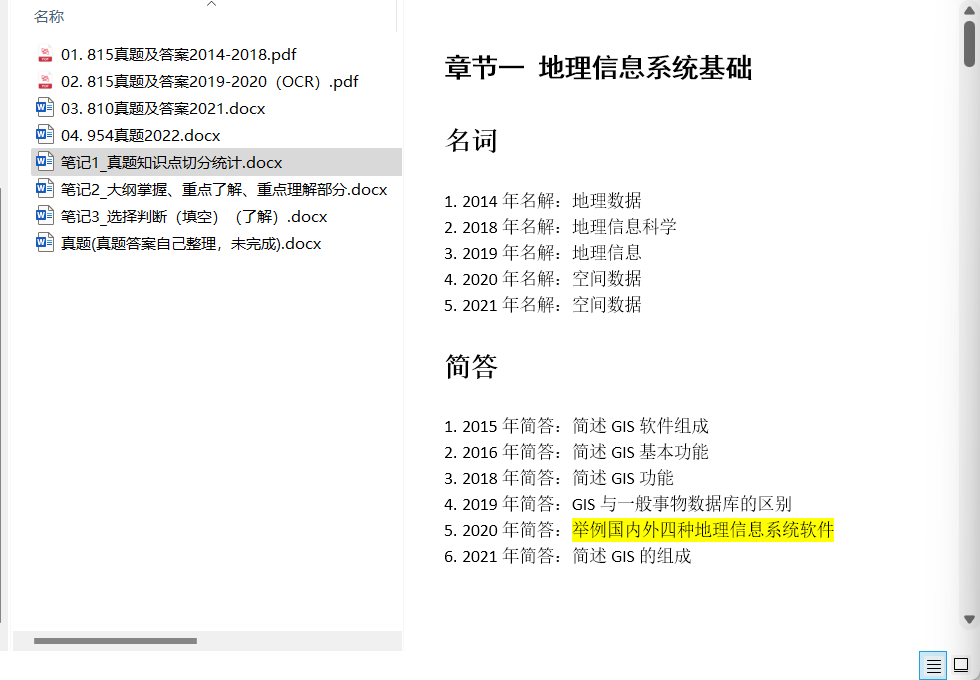 名称
01. 815真题及答案2014-2018.pdf
02. 815真题及答案2019-2020（OCR）.pdf
03. 810真题及答案2021.docx
04. 954真题2022.docx
笔记1_真题知识点切分统计.docx
笔记2_大纲掌握、重点了解、重点理解部分.docx
笔记3_选择判断（填空）（了解）.docx
真题(真题答案自己整理，未完成).docx
章节一 地理信息系统基础
名词
1. 2014 年名解：地理数据
2. 2018 年名解：地理信息科学
3. 2019 年名解：地理信息
4. 2020 年名解：空间数据
5. 2021 年名解：空间数据
简答
1. 2015 年简答：简述 GIS 软件组成
2. 2016 年简答：简述 GIS 基本功能
3. 2018 年简答：简述 GIS 功能
4. 2019 年简答：GIS 与一般事物数据库的区别
5. 2020 年简答：举例国内外四种地理信息系统软件
6. 2021 年简答：简述 GIS 的组成